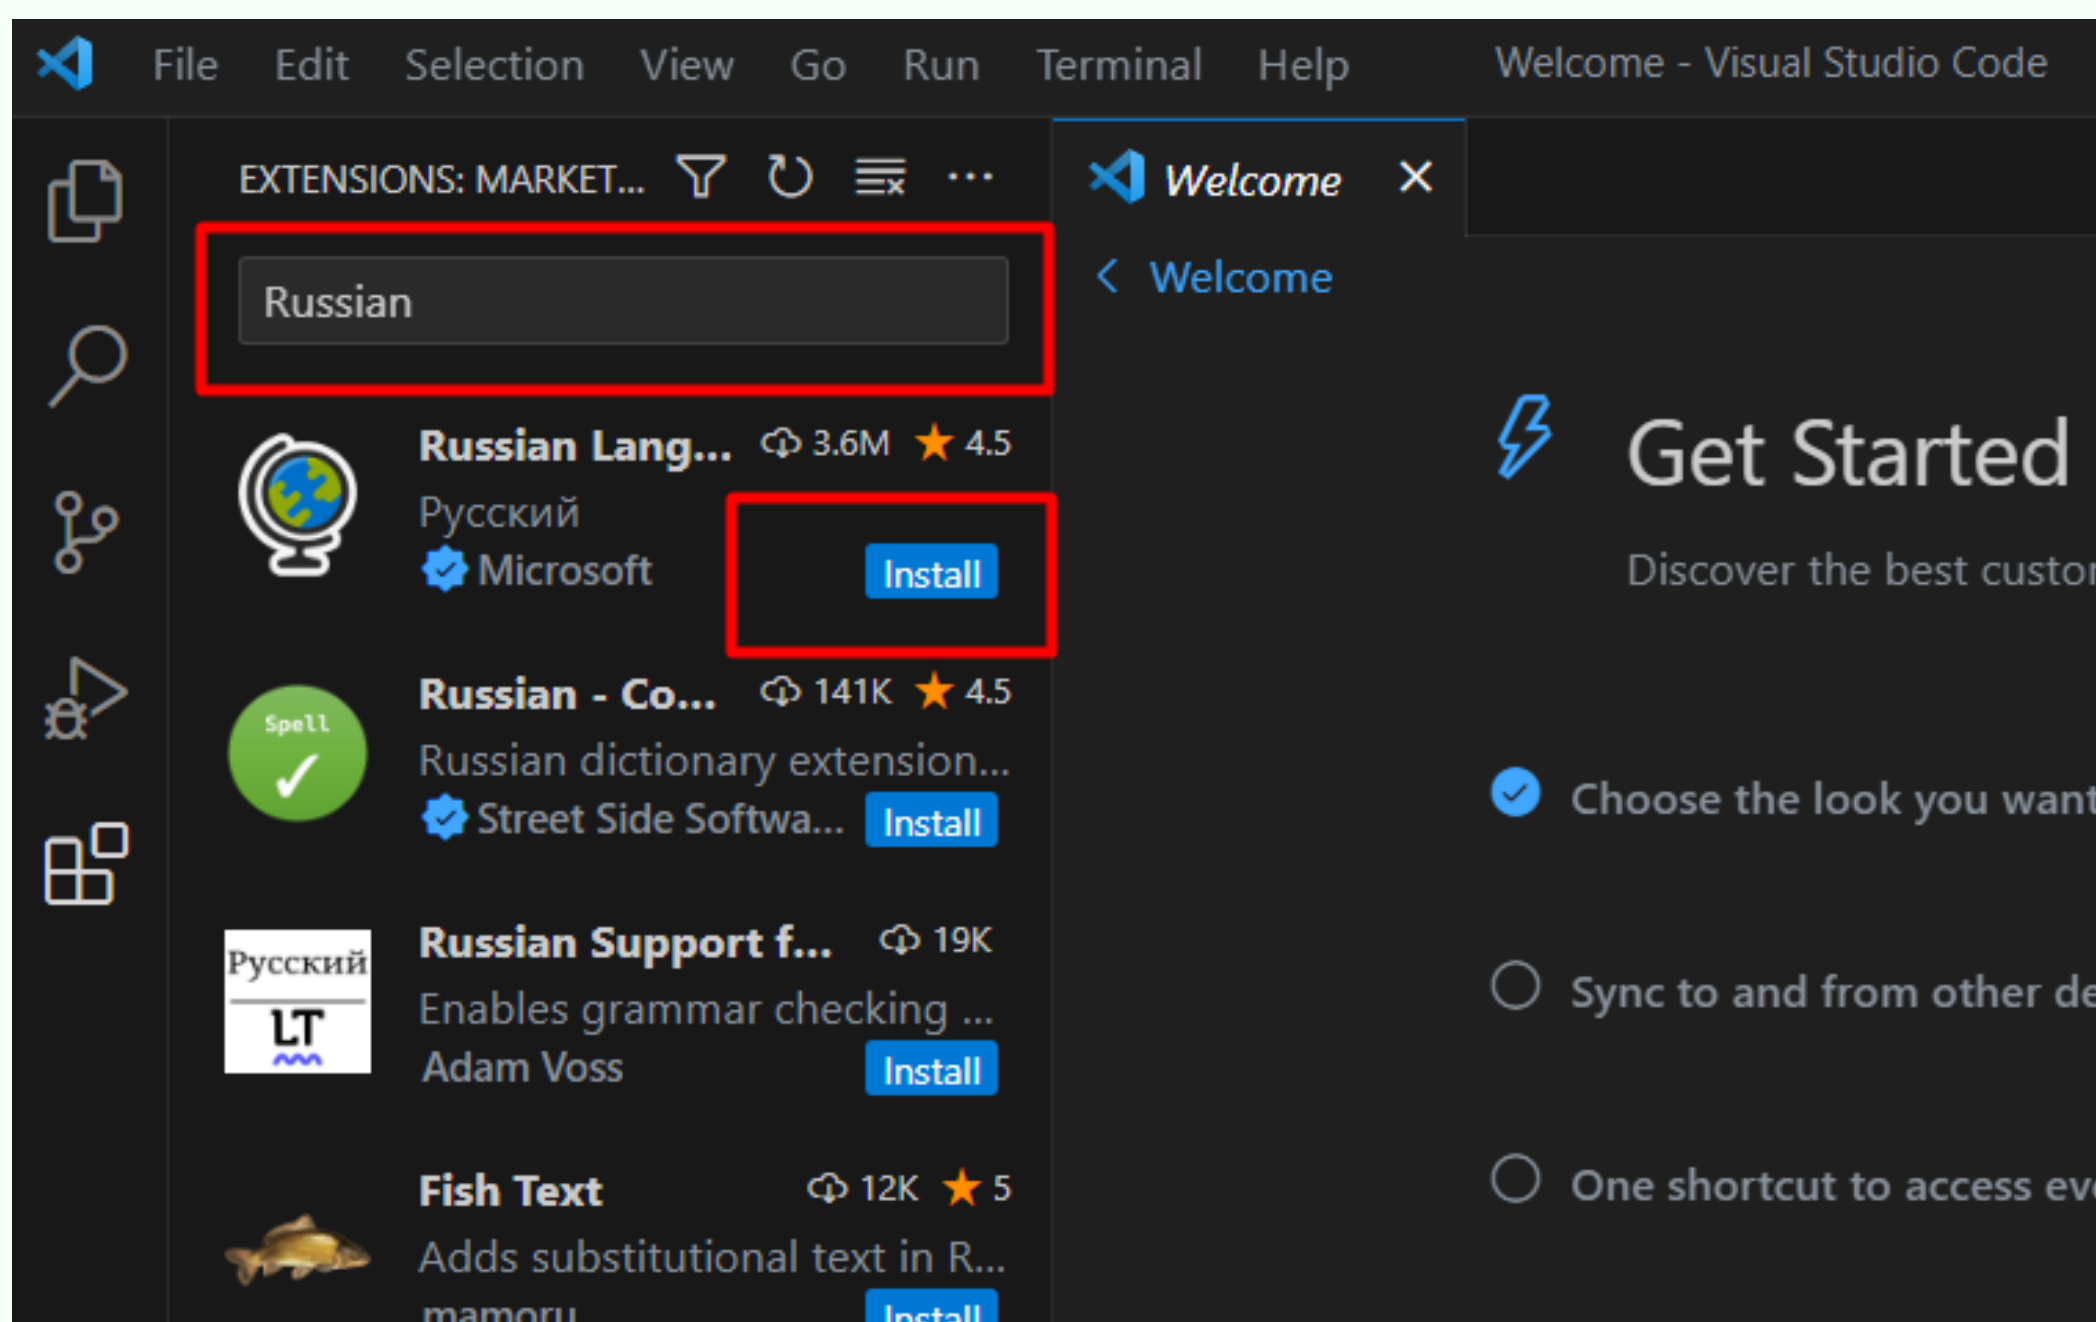 File Edit Selection View Go Run Terminal Help Welcome - Visual Studio Code
EXTENSIONS: MARKET...
Russian
Russian Lang... 3.6M 4.5
Русский
Microsoft Install
Spell
Russian - Co... 141K 4.5
Russian dictionary extension...
Street Side Softwa... Install
Русский
LT
Russian Support f... 19K
Enables grammar checking ...
Adam Voss Install
Fish Text 12K 5
Adds substitutional text in R...
mamoru Install
Welcome
Welcome
Get Started
Discover the best
Choose the look you want
Sync to and from other
One shortcut to access